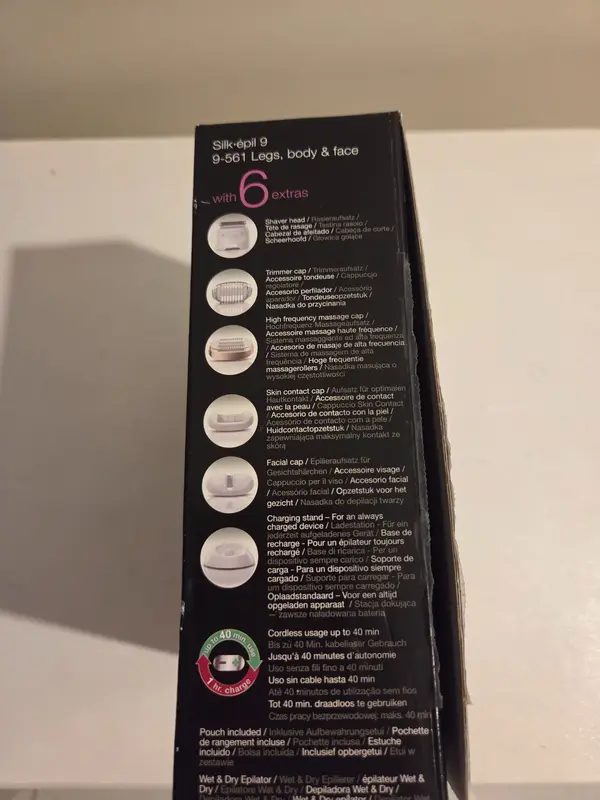 Silk·épil 9
9-561 Legs, body & face
with 6 extras
Shaver head / Rasieraufsatz /
Tête de rasage / Testina rasoio /
Cabezal de afeitado / Cabeça de corte /
Scheerhoofd / Głowica goląca
Trimmer cap / Trimmeraufsatz /
Accessoire tondeuse / Cappuccio
regolatore /
Accesorio perfilador / Acessório
aparador / Tondeuseopzetstuk /
Nasadka do przycinania
High frequency massage cap /
Hochfrequenz Massageaufsatz /
Accessoire massage haute fréquence /
Sistema massaggiante ad alta frequenza
/ Accesorio de masaje de alta frecuencia
/ Sistema de massagem de alta
frequência / Hoge frequentie
massagerollers / Nasadka masująca o
wysokiej częstotliwości
Skin contact cap / Aufsatz für optimalen
Hautkontakt / Accessoire de contact
avec la peau / Cappuccio Skin Contact
/ Accesorio de contacto con la piel /
Acessório de contacto com a pele /
Huidcontactopzetstuk / Nasadka
zapewniająca maksymalny kontakt ze
skórą
Facial cap / Epilieraufsatz für
Gesichtshärchen / Accessoire visage /
Cappuccio per il viso / Accesorio facial
/ Acessório facial / Opzetstuk voor het
gezicht / Nasadka do depilacji twarzy
Charging stand – For an always
charged device / Ladestation - Für ein
jederzeit aufgeladenes Gerät / Base de
recharge - Pour un épilateur toujours
rechargé / Base di ricarica - Per un
dispositivo sempre carico / Soporte de
carga - Para un dispositivo siempre
cargado / Suporte para carregar - Para
um dispositivo sempre carregado /
Oplaadstandaard – Voor een altijd
opgeladen apparaat / Stacja dokująca
— zawsze naładowana bateria
up to 40 min. use
1 hr. charge
Cordless usage up to 40 min
Bis zu 40 Min. kabelloser Gebrauch
Jusqu'à 40 minutes d'autonomie
Uso senza fili fino a 40 minuti
Uso sin cable hasta 40 min
Até 40 minutos de utilização sem fios
Tot 40 min. draadloos te gebruiken
Czas pracy bezprzewodowej: maks. 40 min
Pouch included / Inklusive Aufbewahrungsetui / Pochette
de rangement incluse / Pochette inclusa / Estuche
incluido / Bolsa incluída / Inclusief opbergetui / Etui w
zestawie
Wet & Dry Epilator / Wet & Dry Epilierer / épilateur Wet &
Dry / Epilatore Wet & Dry / Depiladora Wet & Dry /